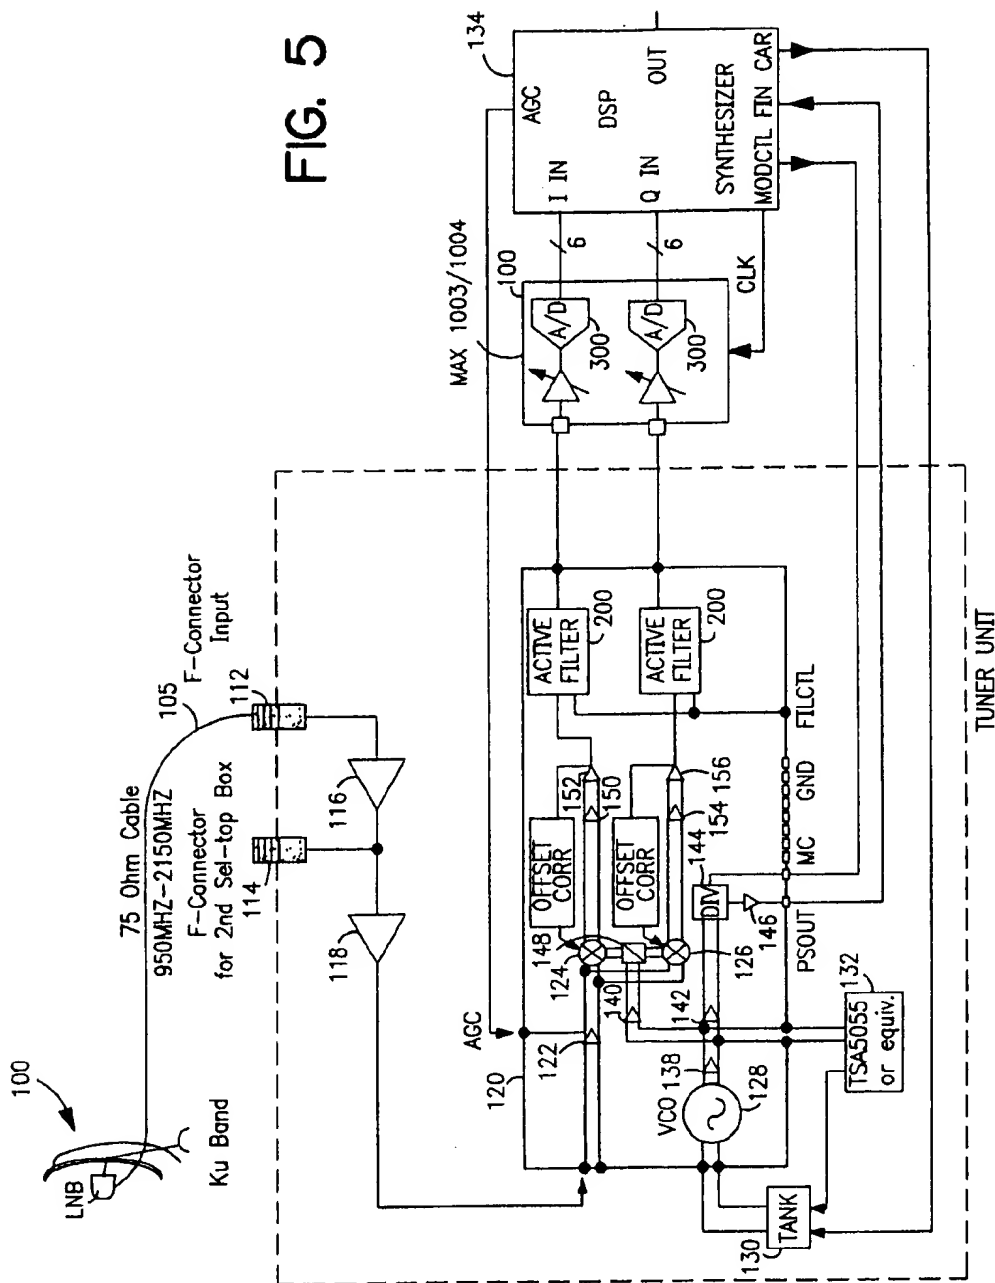 FIG. 5
100
LNB
Ku Band
75 Ohm Cable
950MHZ-2150MHZ
105
F-Connector
Input
112
F-Connector
for 2nd Sel-top Box
114
116
118
TUNER UNIT
120
AGC
122
124
148
OFFSET
CORR
152
150
ACTIVE
FILTER
200
OFFSET
CORR
126
140
154
156
ACTIVE
FILTER
200
VCO
138
128
142
DIV
144
146
PSOUT
MC
GND
FILCTL
TANK
130
TSA5055
or equiv.
132
MAX 1003/1004
100
A/D
300
A/D
300
6
6
CLK
134
AGC
I IN
Q IN
DSP
OUT
SYNTHESIZER
MODCTL
FIN
CAR